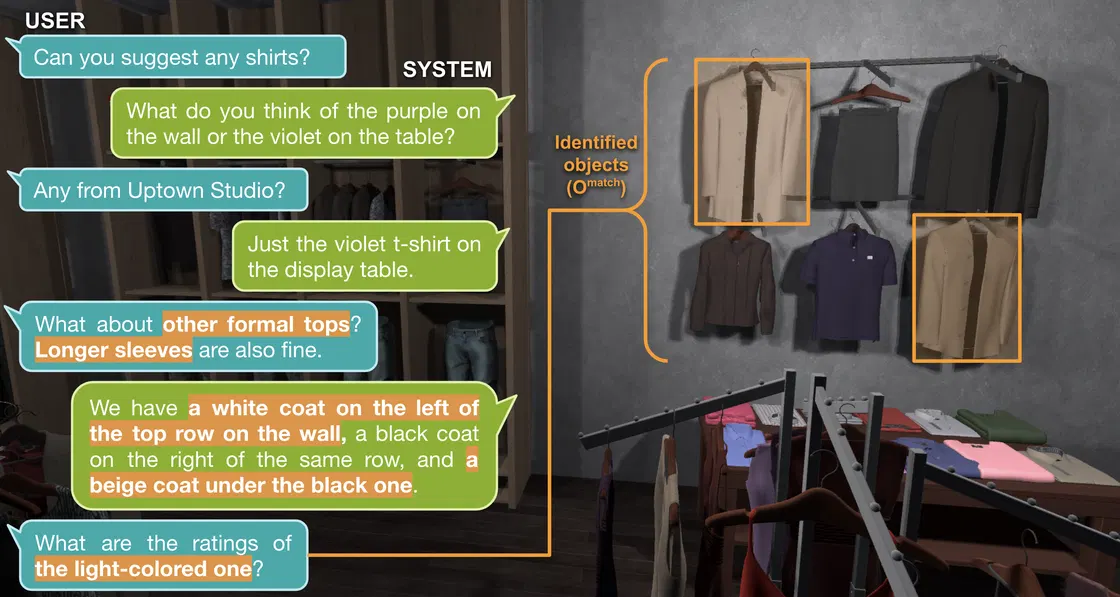 USER
Can you suggest any shirts?
SYSTEM
What do you think of the purple on
the wall or the violet on the table?
Any from Uptown Studio?
Just the violet t-shirt on
the display table.
What about other formal tops?
Longer sleeves are also fine.
We have a white coat on the left of
the top row on the wall, a black coat
on the right of the same row, and a
beige coat under the black one.
What are the ratings of
the light-colored one?
Identified
objects
(Omatch)